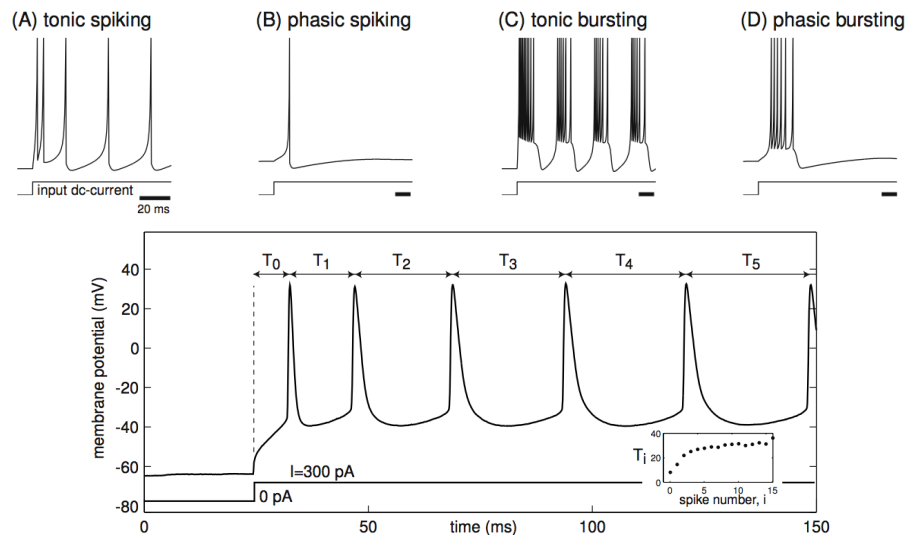 (A) tonic spiking
(B) phasic spiking
(C) tonic bursting
(D) phasic bursting
input dc-current
20 ms
T0 T1 T2 T3 T4 T5
40
20
0
-20
-40
-60
-80
membrane potential (mV)
I=300 pA
0 pA
Ti
40
20
0
0 5 10 15
spike number, i
0 50 100 150
time (ms)